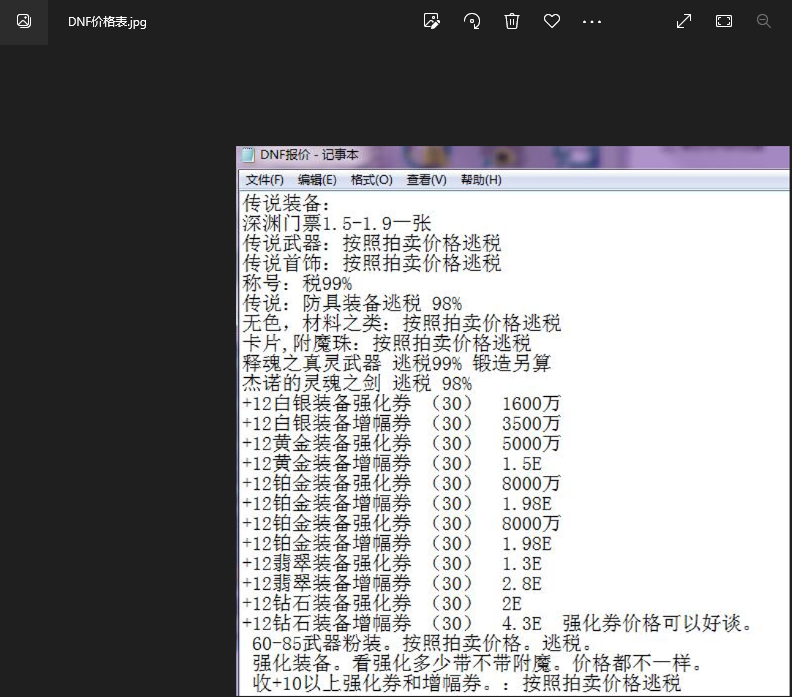 DNF价格表.jpg
DNF报价 - 记事本
文件(F) 编辑(E) 格式(O) 查看(V) 帮助(H)
传说装备：
深渊门票1.5-1.9一张
传说武器：按照拍卖价格逃税
传说首饰：按照拍卖价格逃税
称号：税99%
传说：防具装备逃税 98%
无色，材料之类：按照拍卖价格逃税
卡片,附魔珠：按照拍卖价格逃税
释魂之真灵武器 逃税99% 锻造另算
杰诺的灵魂之剑 逃税 98%
+12白银装备强化券 （30） 1600万
+12白银装备增幅券 （30） 3500万
+12黄金装备强化券 （30） 5000万
+12黄金装备增幅券 （30） 1.5E
+12铂金装备强化券 （30） 8000万
+12铂金装备增幅券 （30） 1.98E
+12铂金装备强化券 （30） 8000万
+12铂金装备增幅券 （30） 1.98E
+12翡翠装备强化券 （30） 1.3E
+12翡翠装备增幅券 （30） 2.8E
+12钻石装备强化券 （30） 2E
+12钻石装备增幅券 （30） 4.3E 强化券价格可以好谈。
60-85武器粉装。按照拍卖价格。逃税。
强化装备。看强化多少带不带附魔。价格都不一样。
收+10以上强化券和增幅券。：按照拍卖价格逃税